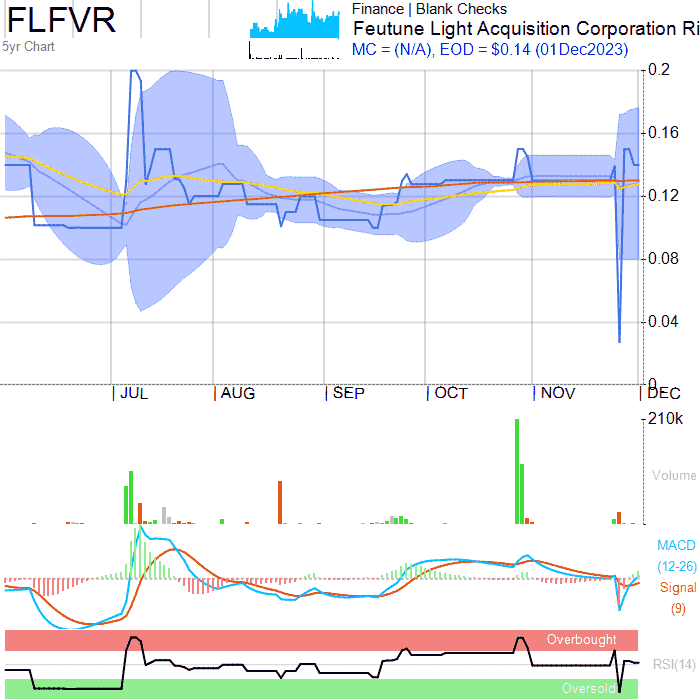 FLFVR
5yr Chart
Finance | Blank Checks
Feutune Light Acquisition Corporation Ri
MC = (N/A), EOD = $0.14 (01Dec2023)
0.2
0.16
0.12
0.08
0.04
0
JUL AUG SEP OCT NOV DEC
210k
Volume
MACD
(12-26)
Signal
(9)
Overbought
RSI(14)
Oversold